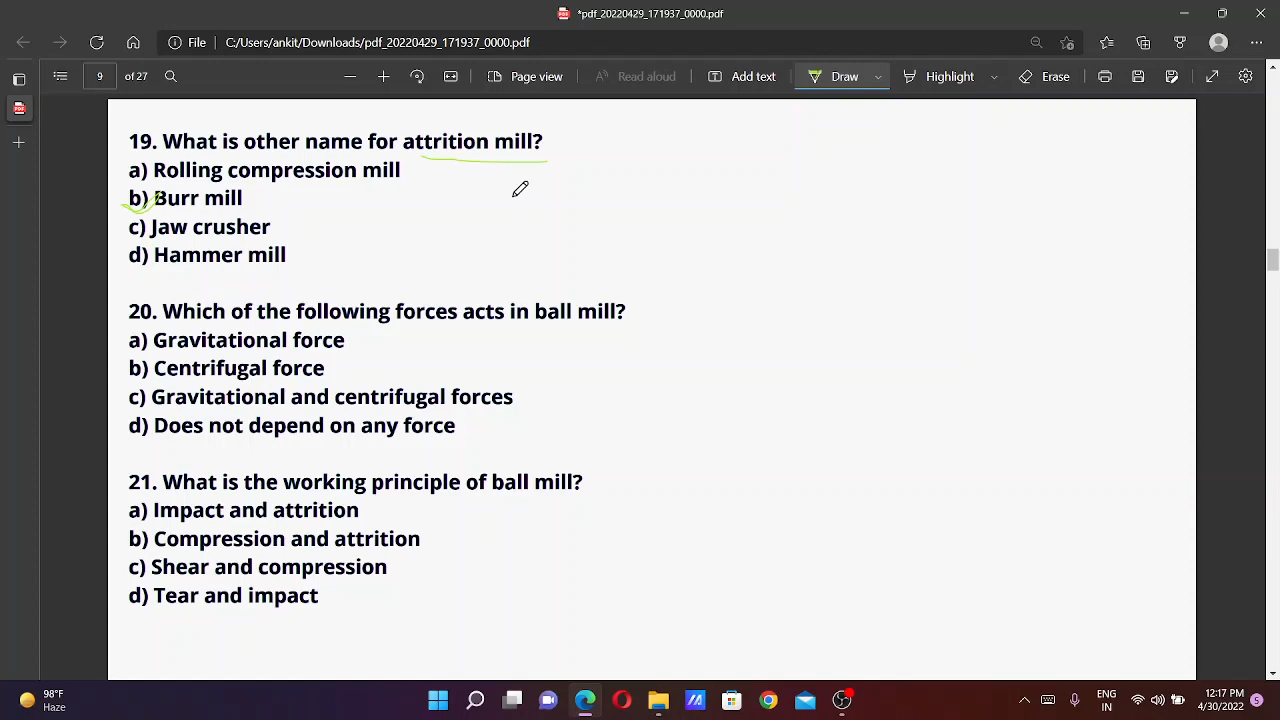 *pdf_20220429_171937_0000.pdf
File C:/Users/ankit/Downloads/pdf_20220429_171937_0000.pdf
9 of 27 Page view Read aloud Add text Draw Highlight Erase
19. What is other name for attrition mill?
a) Rolling compression mill
b) Burr mill
c) Jaw crusher
d) Hammer mill
20. Which of the following forces acts in ball mill?
a) Gravitational force
b) Centrifugal force
c) Gravitational and centrifugal forces
d) Does not depend on any force
21. What is the working principle of ball mill?
a) Impact and attrition
b) Compression and attrition
c) Shear and compression
d) Tear and impact
98°F
Haze
ENG
IN
12:17 PM
4/30/2022
S